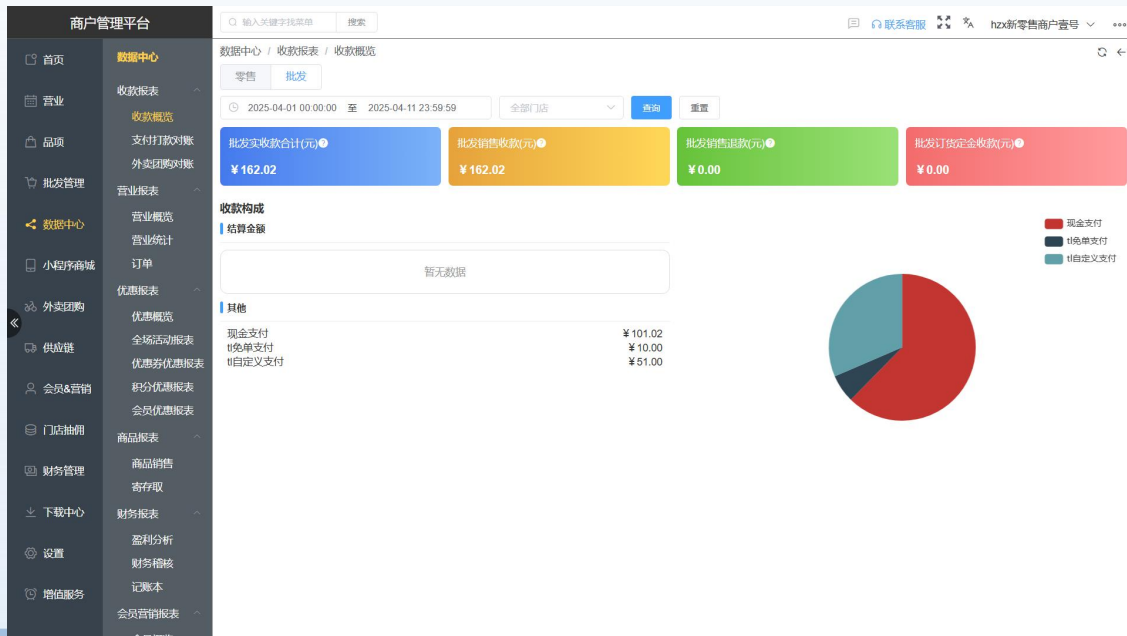 商户管理平台
输入关键字找菜单
搜索
联系客服
hzx新零售商户壹号
首页
营业
品项
批发管理
数据中心
小程序商城
外卖团购
供应链
会员&营销
门店抽佣
财务管理
下载中心
设置
增值服务
数据中心
收款报表
收款概览
支付打款对账
外卖团购对账
营业报表
营业概览
营业统计
订单
优惠报表
优惠概览
全场活动报表
优惠券优惠报表
积分优惠报表
会员优惠报表
商品报表
商品销售
寄存取
财务报表
盈利分析
财务稽核
记账本
会员营销报表
数据中心 / 收款报表 / 收款概览
零售
批发
2025-04-01 00:00:00 至 2025-04-11 23:59:59
全部门店
查询
重置
批发实收款合计(元)
¥162.02
批发销售收款(元)
¥162.02
批发销售退款(元)
¥0.00
批发订货定金收款(元)
¥0.00
收款构成
结算金额
暂无数据
其他
现金支付 ¥101.02
tl免单支付 ¥10.00
tl自定义支付 ¥51.00
现金支付
tl免单支付
tl自定义支付